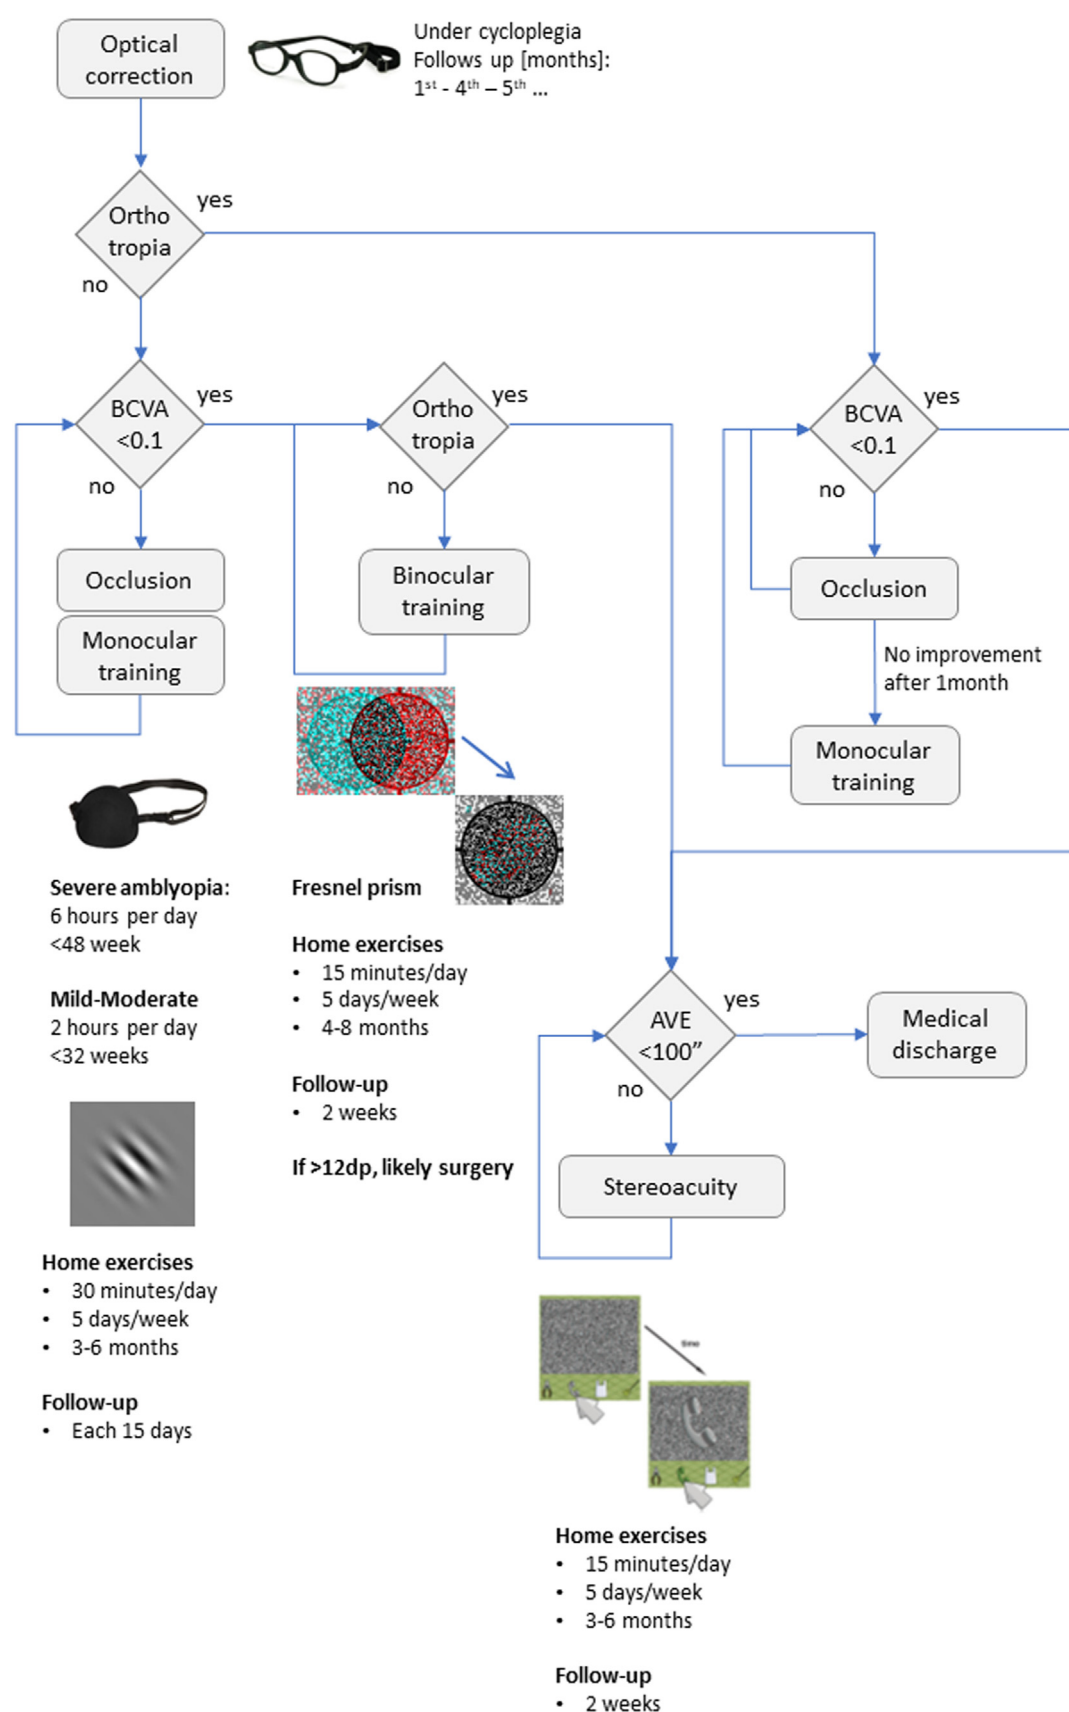 Optical
correction
Under cycloplegia
Follows up [months]:
1st - 4th – 5th ...
Ortho
tropia
yes
no
BCVA
<0.1
yes
no
Ortho
tropia
yes
no
BCVA
<0.1
yes
no
Occlusion
Monocular
training
Binocular
training
Occlusion
No improvement
after 1month
Monocular
training
Severe amblyopia:
6 hours per day
<48 week
Mild-Moderate
2 hours per day
<32 weeks
Home exercises
• 30 minutes/day
• 5 days/week
• 3-6 months
Follow-up
• Each 15 days
Fresnel prism
Home exercises
• 15 minutes/day
• 5 days/week
• 4-8 months
Follow-up
• 2 weeks
If >12dp, likely surgery
AVE
<100”
yes
no
Medical
discharge
Stereoacuity
time
Home exercises
• 15 minutes/day
• 5 days/week
• 3-6 months
Follow-up
• 2 weeks